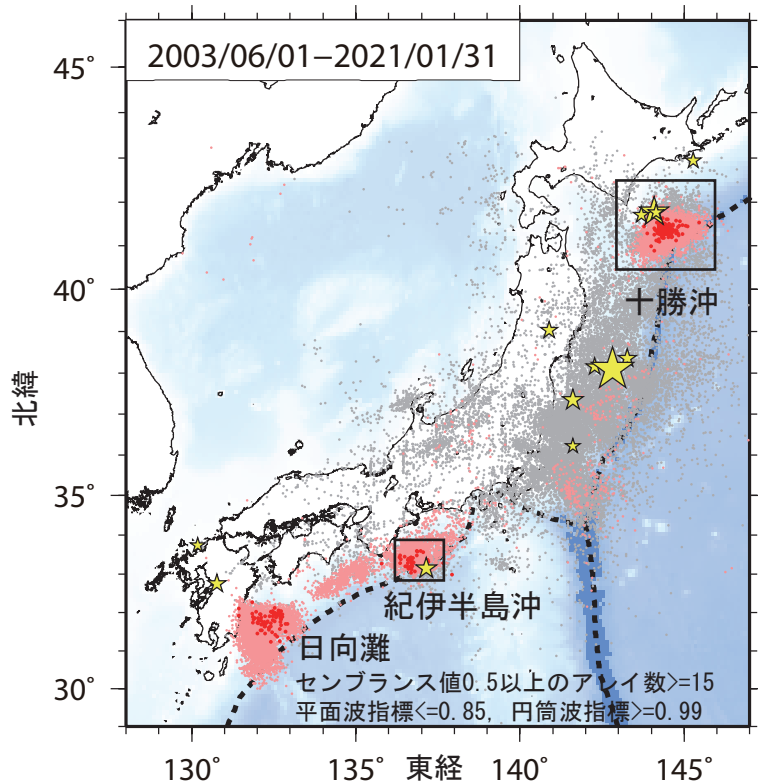 2003/06/01−2021/01/31
45°
40°
35°
30°
北緯
十勝沖
紀伊半島沖
日向灘
センブランス値0.5以上のアレイ数>=15
平面波指標<=0.85, 円筒波指標>=0.99
130°
135°
東経
140°
145°